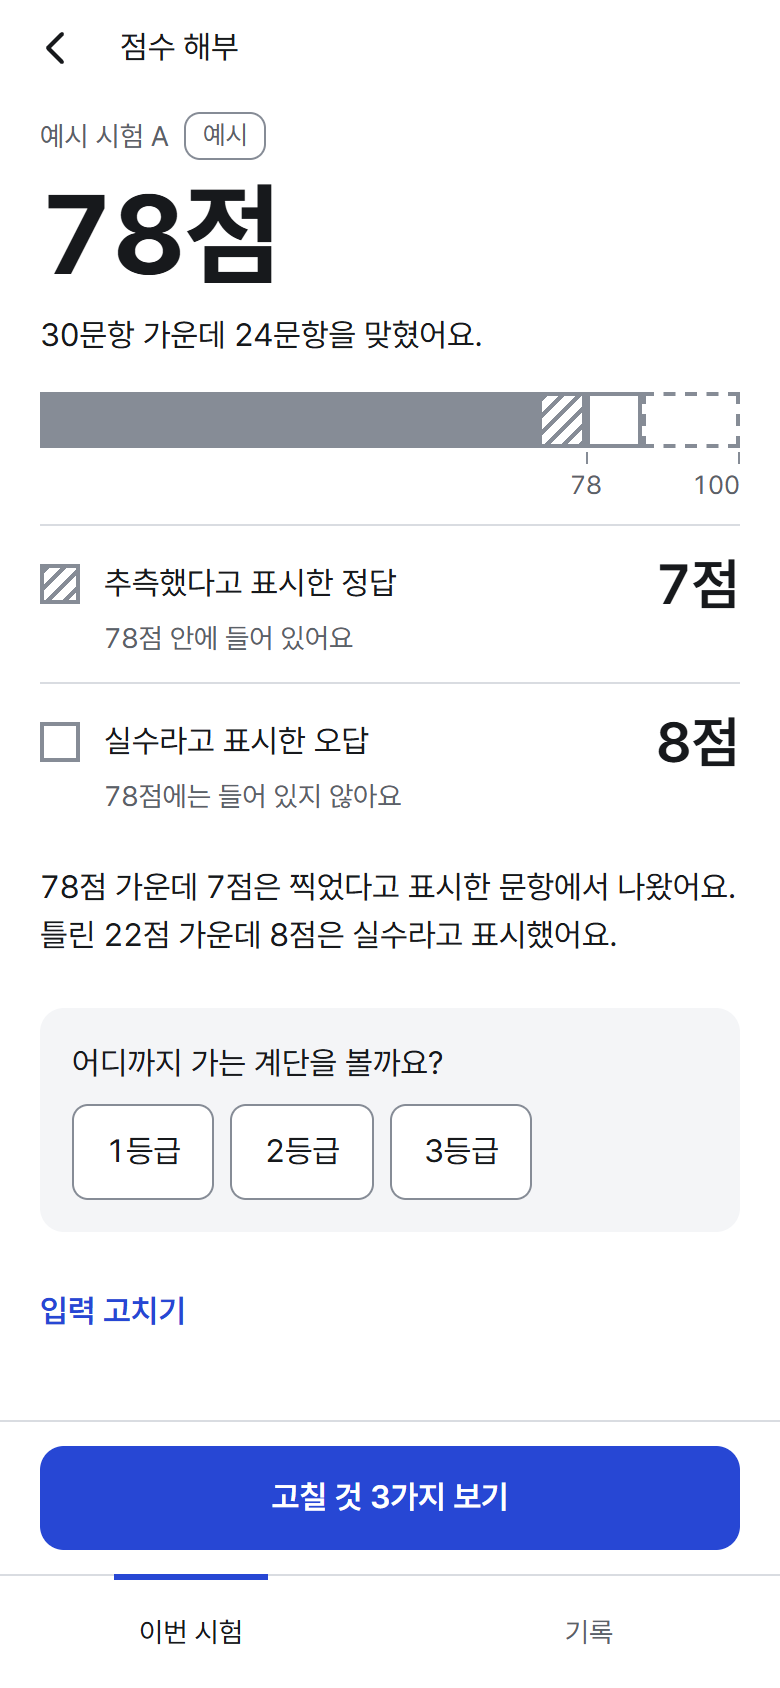 점수 해부
예시 시험 A 예시
78점
30문항 가운데 24문항을 맞혔어요.
78 100
추측했다고 표시한 정답 7점
78점 안에 들어 있어요
실수라고 표시한 오답 8점
78점에는 들어 있지 않아요
78점 가운데 7점은 찍었다고 표시한 문항에서 나왔어요.
틀린 22점 가운데 8점은 실수라고 표시했어요.
어디까지 가는 계단을 볼까요?
1등급 2등급 3등급
입력 고치기
고칠 것 3가지 보기
이번 시험 기록